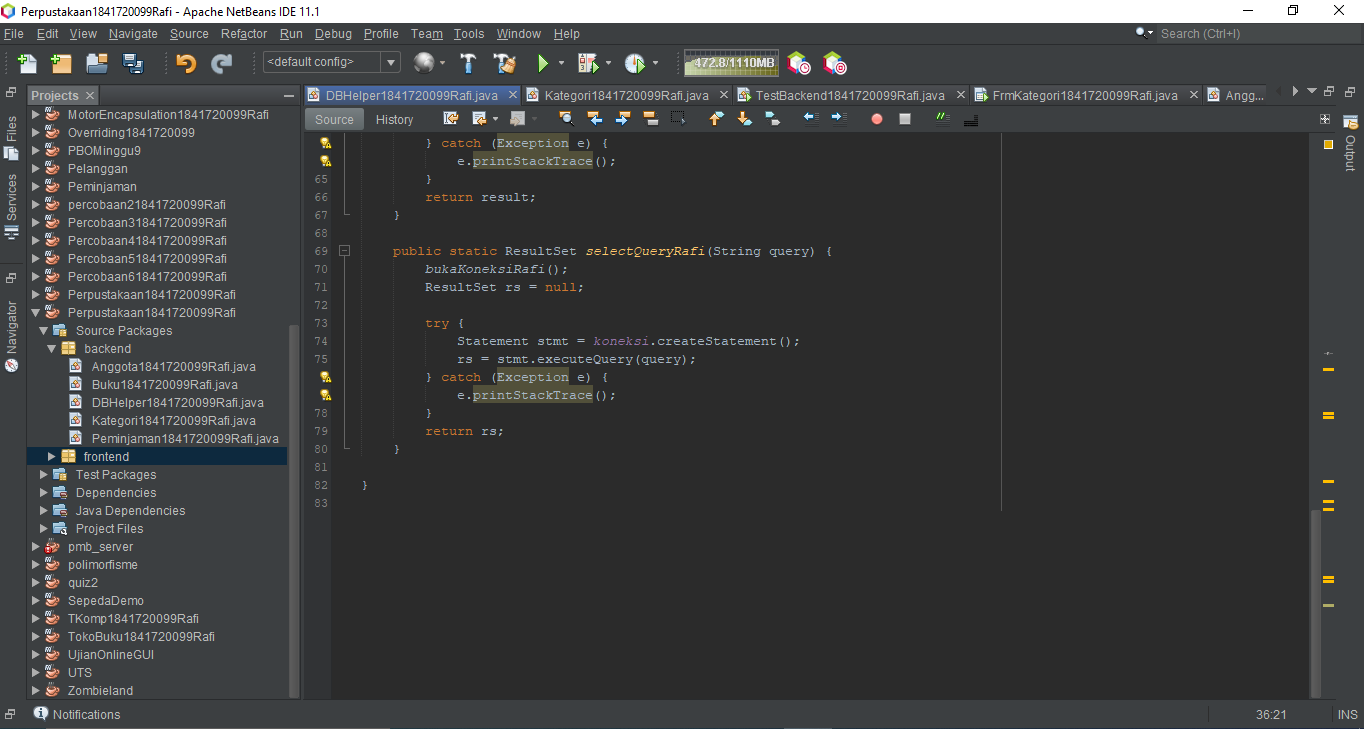 Perpustakaan1841720099Rafi - Apache NetBeans IDE 11.1
File Edit View Navigate Source Refactor Run Debug Profile Team Tools Window Help
Search (Ctrl+I)
<default config>
472.8/1110MB
Projects
DBHelper1841720099Rafi.java
Kategori1841720099Rafi.java
TestBackend1841720099Rafi.java
FrmKategori1841720099Rafi.java
Angg...
Source History
Files
Services
Navigator
Output
MotorEncapsulation1841720099Rafi
Overriding1841720099
PBOMinggu9
Pelanggan
Peminjaman
percobaan21841720099Rafi
Percobaan31841720099Rafi
Percobaan41841720099Rafi
Percobaan51841720099Rafi
Percobaan61841720099Rafi
Perpustakaan1841720099Rafi
Perpustakaan1841720099Rafi
Source Packages
backend
Anggota1841720099Rafi.java
Buku1841720099Rafi.java
DBHelper1841720099Rafi.java
Kategori1841720099Rafi.java
Peminjaman1841720099Rafi.java
frontend
Test Packages
Dependencies
Java Dependencies
Project Files
pmb_server
polimorfisme
quiz2
SepedaDemo
TKomp1841720099Rafi
TokoBuku1841720099Rafi
UjianOnlineGUI
UTS
Zombieland
} catch (Exception e) {
e.printStackTrace();
65 }
66 return result;
67 }
68
69 public static ResultSet selectQueryRafi(String query) {
70 bukaKoneksiRafi();
71 ResultSet rs = null;
72
73 try {
74 Statement stmt = koneksi.createStatement();
75 rs = stmt.executeQuery(query);
} catch (Exception e) {
e.printStackTrace();
78 }
79 return rs;
80 }
81
82 }
83
Notifications
36:21
INS